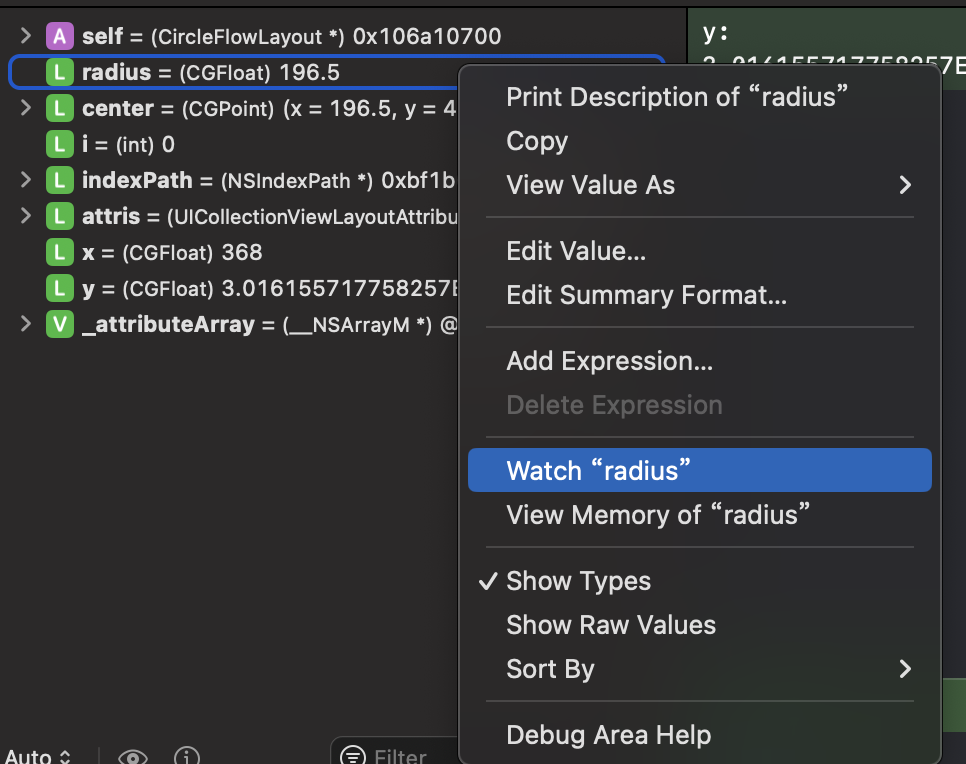 A self = (CircleFlowLayout *) 0x106a10700
L radius = (CGFloat) 196.5
L center = (CGPoint) (x = 196.5, y = 4
L i = (int) 0
L indexPath = (NSIndexPath *) 0xbf1b
L attris = (UICollectionViewLayoutAttribu
L x = (CGFloat) 368
L y = (CGFloat) 3.016155717758257E
V _attributeArray = (__NSArrayM *) @
y:
Print Description of “radius”
Copy
View Value As
Edit Value...
Edit Summary Format...
Add Expression...
Delete Expression
Watch “radius”
View Memory of “radius”
Show Types
Show Raw Values
Sort By
Debug Area Help
Auto
Filter